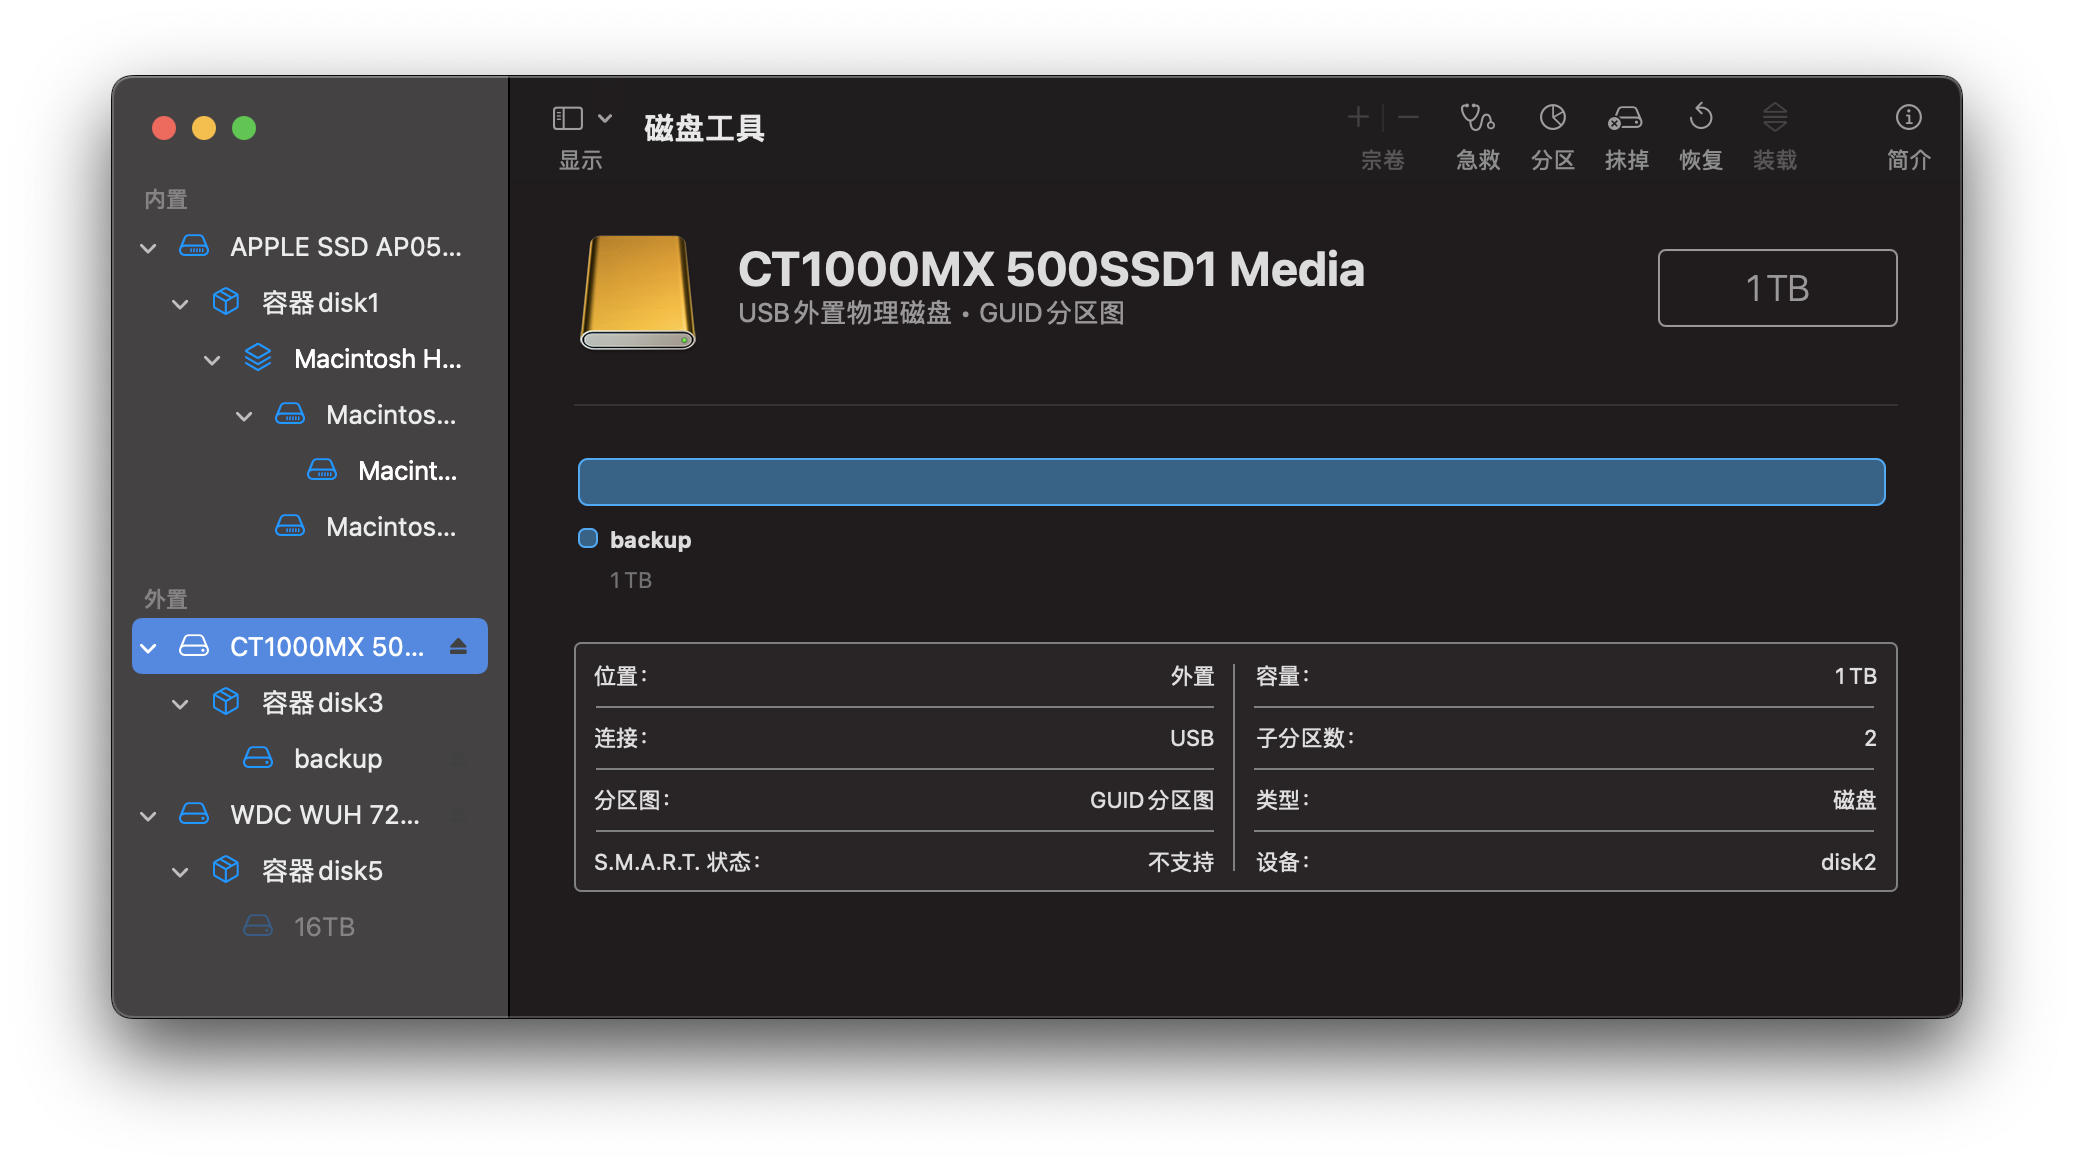 显示
磁盘工具
宗卷
急救
分区
抹掉
恢复
装载
简介
内置
APPLE SSD AP05...
容器disk1
Macintosh H...
Macintos...
Macint...
Macintos...
外置
CT1000MX 50...
容器disk3
backup
WDC WUH 72...
容器disk5
16TB
CT1000MX 500SSD1 Media
USB外置物理磁盘 • GUID分区图
1TB
backup
1TB
位置： 外置
连接： USB
分区图： GUID分区图
S.M.A.R.T. 状态： 不支持
容量： 1TB
子分区数： 2
类型： 磁盘
设备： disk2